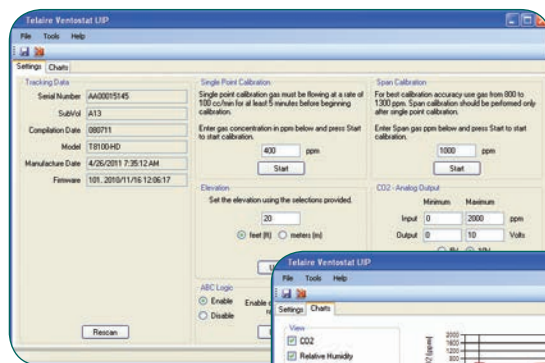 Telaire Ventostat UIP
File Tools Help
Settings Charts
Tracking Data
Serial Number AA00015145
SubVol A13
Compilation Date 080711
Model T8100-HD
Manufacture Date 4/26/2011 7:35:12 AM
Firmware 101. 2010/11/16 12:06:17
Rescan
Single Point Calibration
Single point calibration gas must be flowing at a rate of
100 cc/min for at least 5 minutes before beginning
calibration.
Enter gas concentration in ppm below and press Start
to start calibration.
400 ppm
Start
Span Calibration
For best calibration accuracy use gas from 800 to
1300 ppm. Span calibration should be performed only
after single point calibration.
Enter Span gas ppm below and press Start to start
calibration.
1000 ppm
Start
Elevation
Set the elevation using the selections provided.
20
feet (ft) meters (m)
CO2 - Analog Output
Minimum Maximum
Input 0 2000 ppm
Output 0 10 Volts
ABC Logic
Enable
Disable
Telaire Ventostat UIP
File Tools Help
Settings Charts
View
CO2
Relative Humidity
2000
1600
1200
800